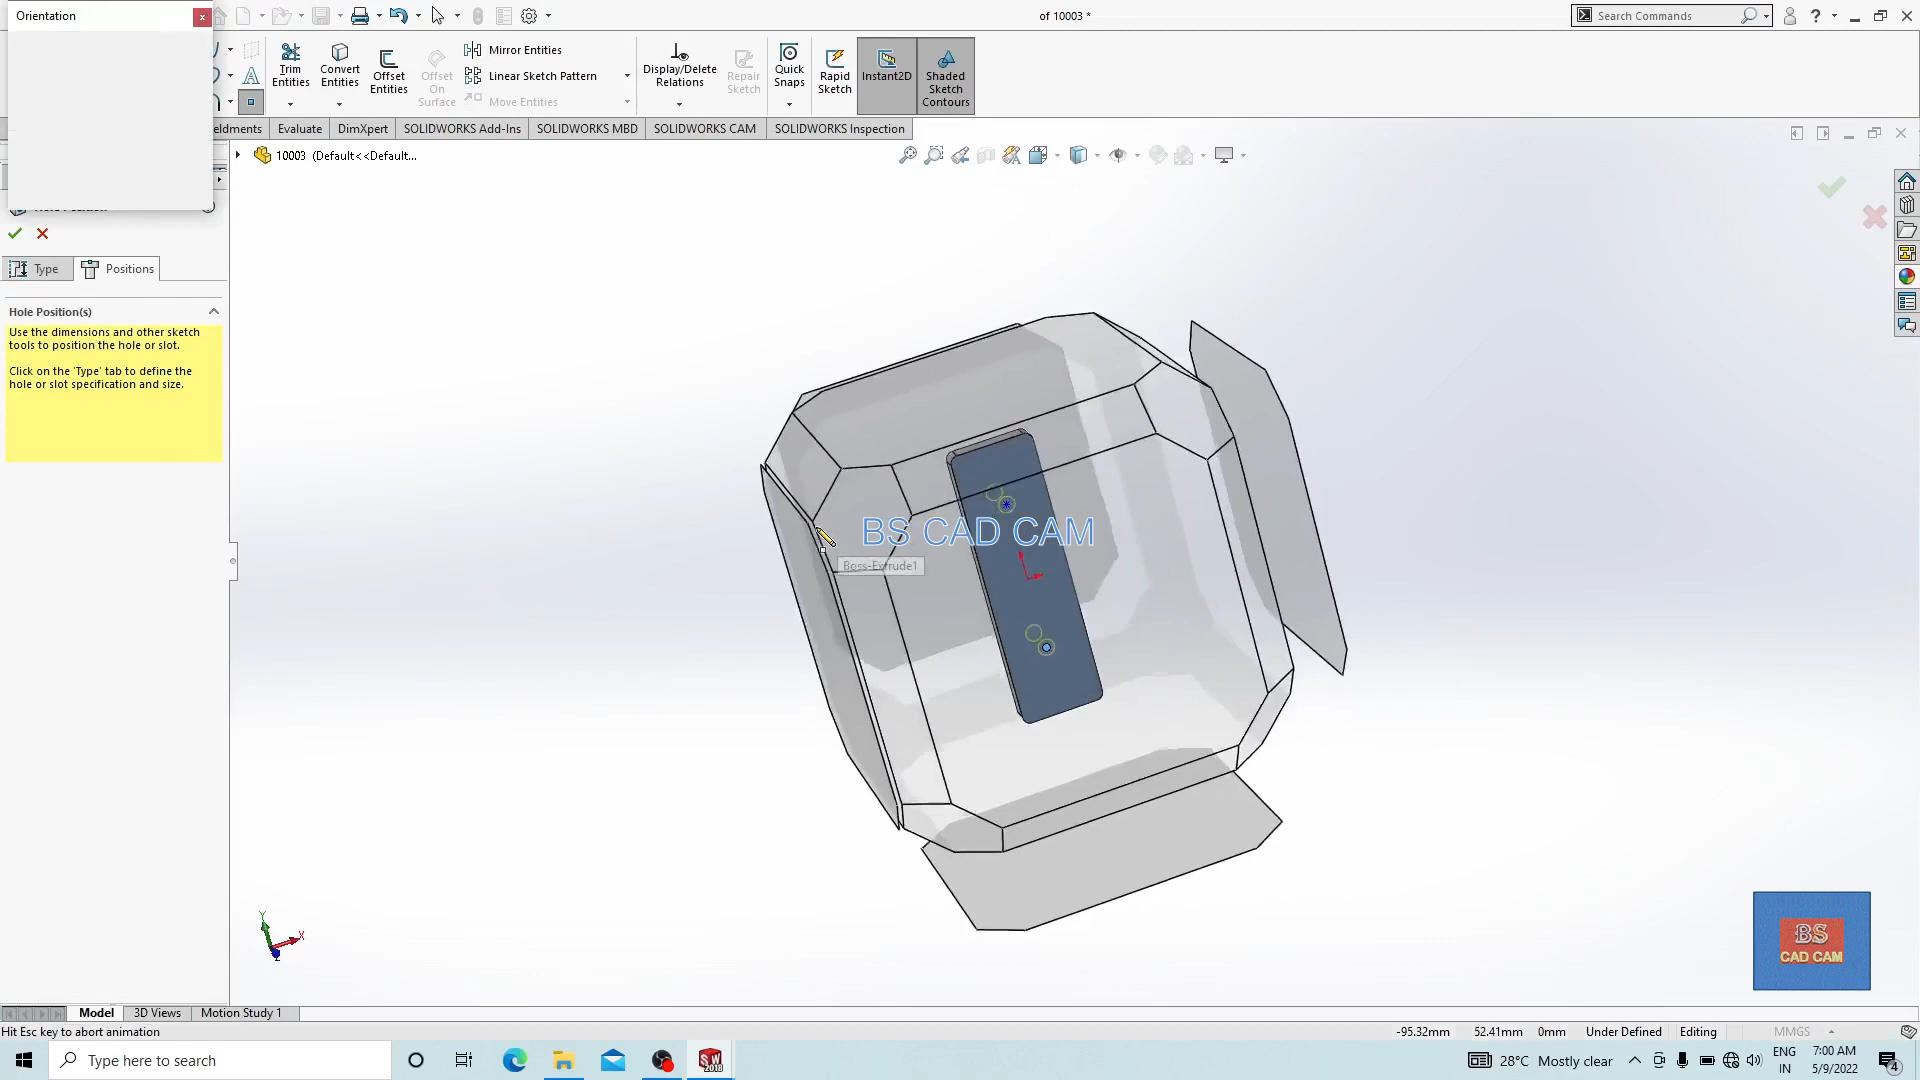 Orientation
of 10003 *
Search Commands
Trim Entities
Convert Entities
Offset Entities
Offset On Surface
Mirror Entities
Linear Sketch Pattern
Move Entities
Display/Delete Relations
Repair Sketch
Quick Snaps
Rapid Sketch
Instant2D
Shaded Sketch Contours
eldments
Evaluate
DimXpert
SOLIDWORKS Add-Ins
SOLIDWORKS MBD
SOLIDWORKS CAM
SOLIDWORKS Inspection
10003 (Default<<Default...
Type
Positions
Hole Position(s)
Use the dimensions and other sketch
tools to position the hole or slot.
Click on the 'Type' tab to define the
hole or slot specification and size.
BS CAD CAM
Boss-Extrude1
Y
X
Z
BS
CAD CAM
Model
3D Views
Motion Study 1
Hit Esc key to abort animation
-95.32mm
52.41mm
0mm
Under Defined
Editing
MMGS
Type here to search
28°C Mostly clear
ENG
IN
7:00 AM
5/9/2022
4